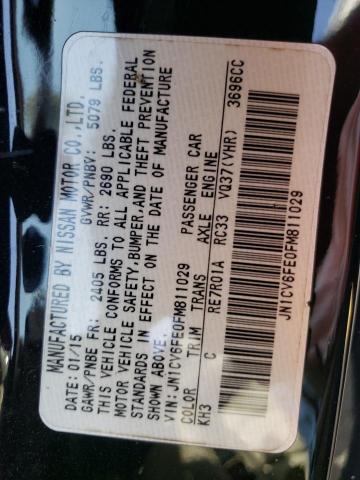 MANUFACTURED BY NISSAN MOTOR CO.,LTD.
DATE: 01/15 GVWR/PNBV: 5079 LBS.
GAWR/PNBE FR: 2405 LBS. RR: 2690 LBS.
THIS VEHICLE CONFORMS TO ALL APPLICABLE FEDERAL
MOTOR VEHICLE SAFETY,BUMPER,AND THEFT PREVENTION
STANDARDS IN EFFECT ON THE DATE OF MANUFACTURE
SHOWN ABOVE.
VIN: JN1CV6FE0FM811029 PASSENGER CAR
COLOR TRIM TRANS AXLE ENGINE
KH3 C RE7R01A RC33 VQ37(VHR) 3696CC
JN1CV6FE0FM811029